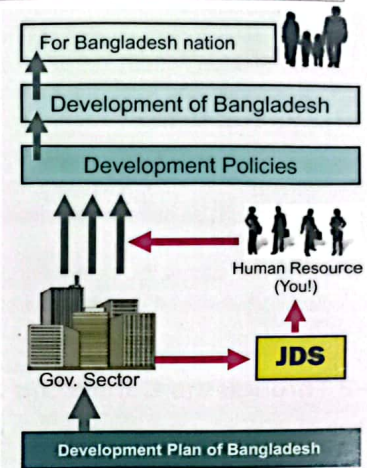 For Bangladesh nation
Development of Bangladesh
Development Policies
Human Resource
(You!)
JDS
Gov. Sector
Development Plan of Bangladesh